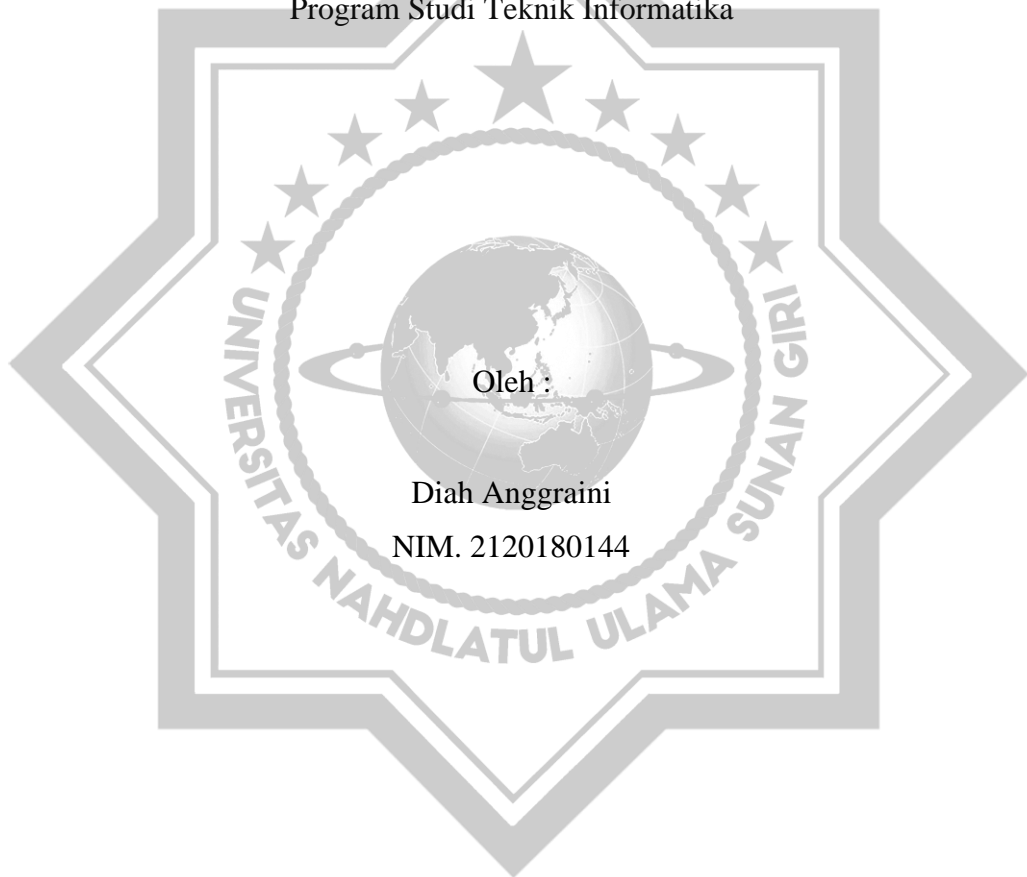 Program Studi Teknik Informatika
Oleh :
Diah Anggraini
NIM. 2120180144
UNIVERSITAS NAHDLATUL ULAMA SUNAN GIRI